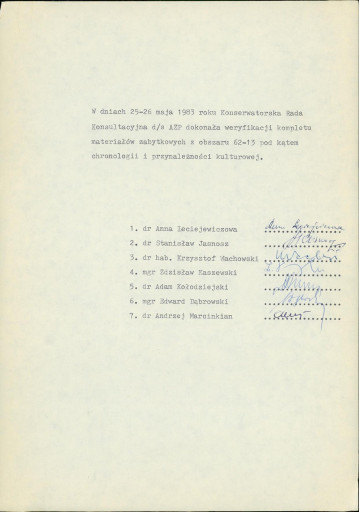 W dniach 25-26 maja 1983 roku Konserwatorska Rada
Konsultacyjna d/s AZP dokonała weryfikacji kompletu
materiałów zabytkowych z obszaru 62-13 pod kątem
chronologii i przynależności kulturowej.
1. dr Anna Leciejewiczowa
2. dr Stanisław Jasnosz
3. dr hab. Krzysztof Wachowski
4. mgr Zdzisław Kaszewski
5. dr Adam Kołodziejski
6. mgr Edward Dąbrowski
7. dr Andrzej Marcinkian